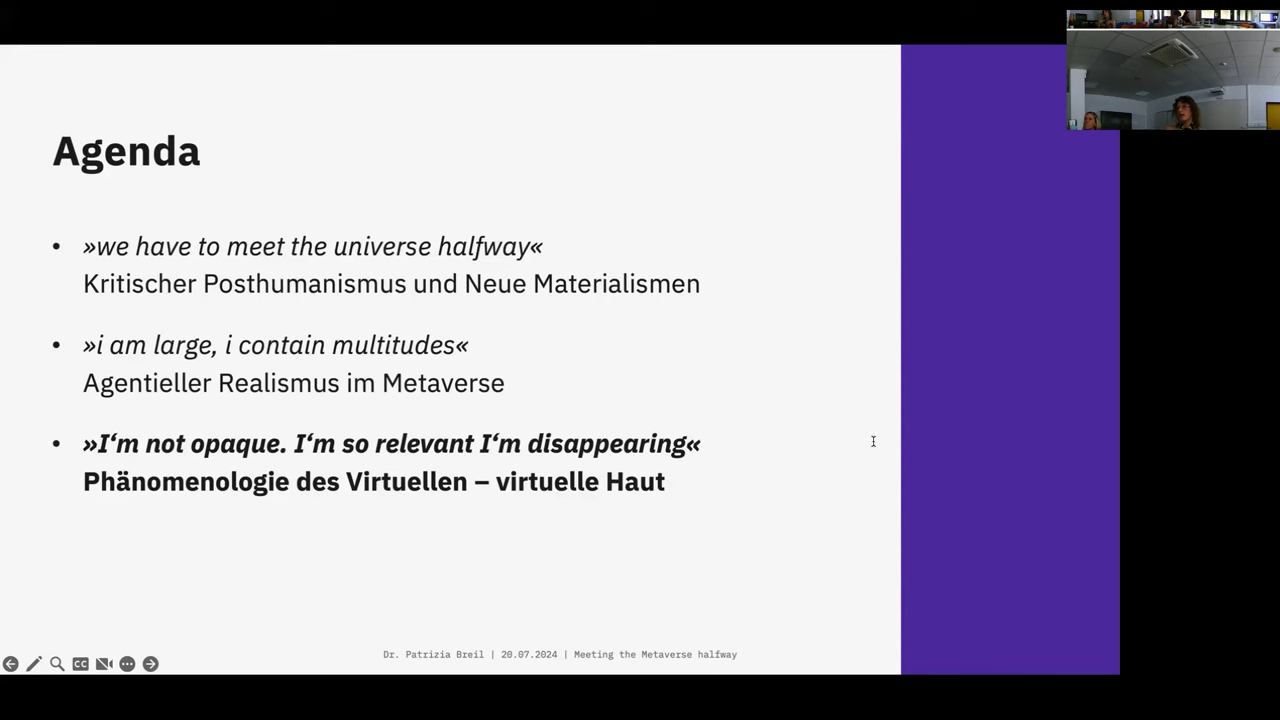 Agenda
• »we have to meet the universe halfway«
Kritischer Posthumanismus und Neue Materialismen
• »i am large, i contain multitudes«
Agentieller Realismus im Metaverse
• »I‘m not opaque. I‘m so relevant I‘m disappearing«
Phänomenologie des Virtuellen – virtuelle Haut
Dr. Patrizia Breil | 20.07.2024 | Meeting the Metaverse halfway
CC